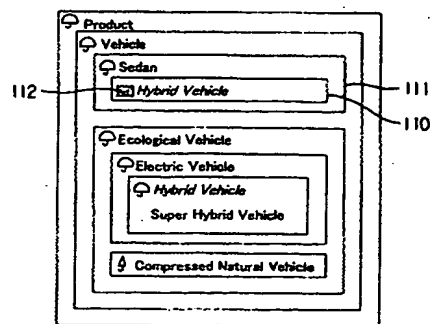 Product
Vehicle
Sedan
112
Hybrid Vehicle
111
110
Ecological Vehicle
Electric Vehicle
Hybrid Vehicle
Super Hybrid Vehicle
Compressed Natural Vehicle